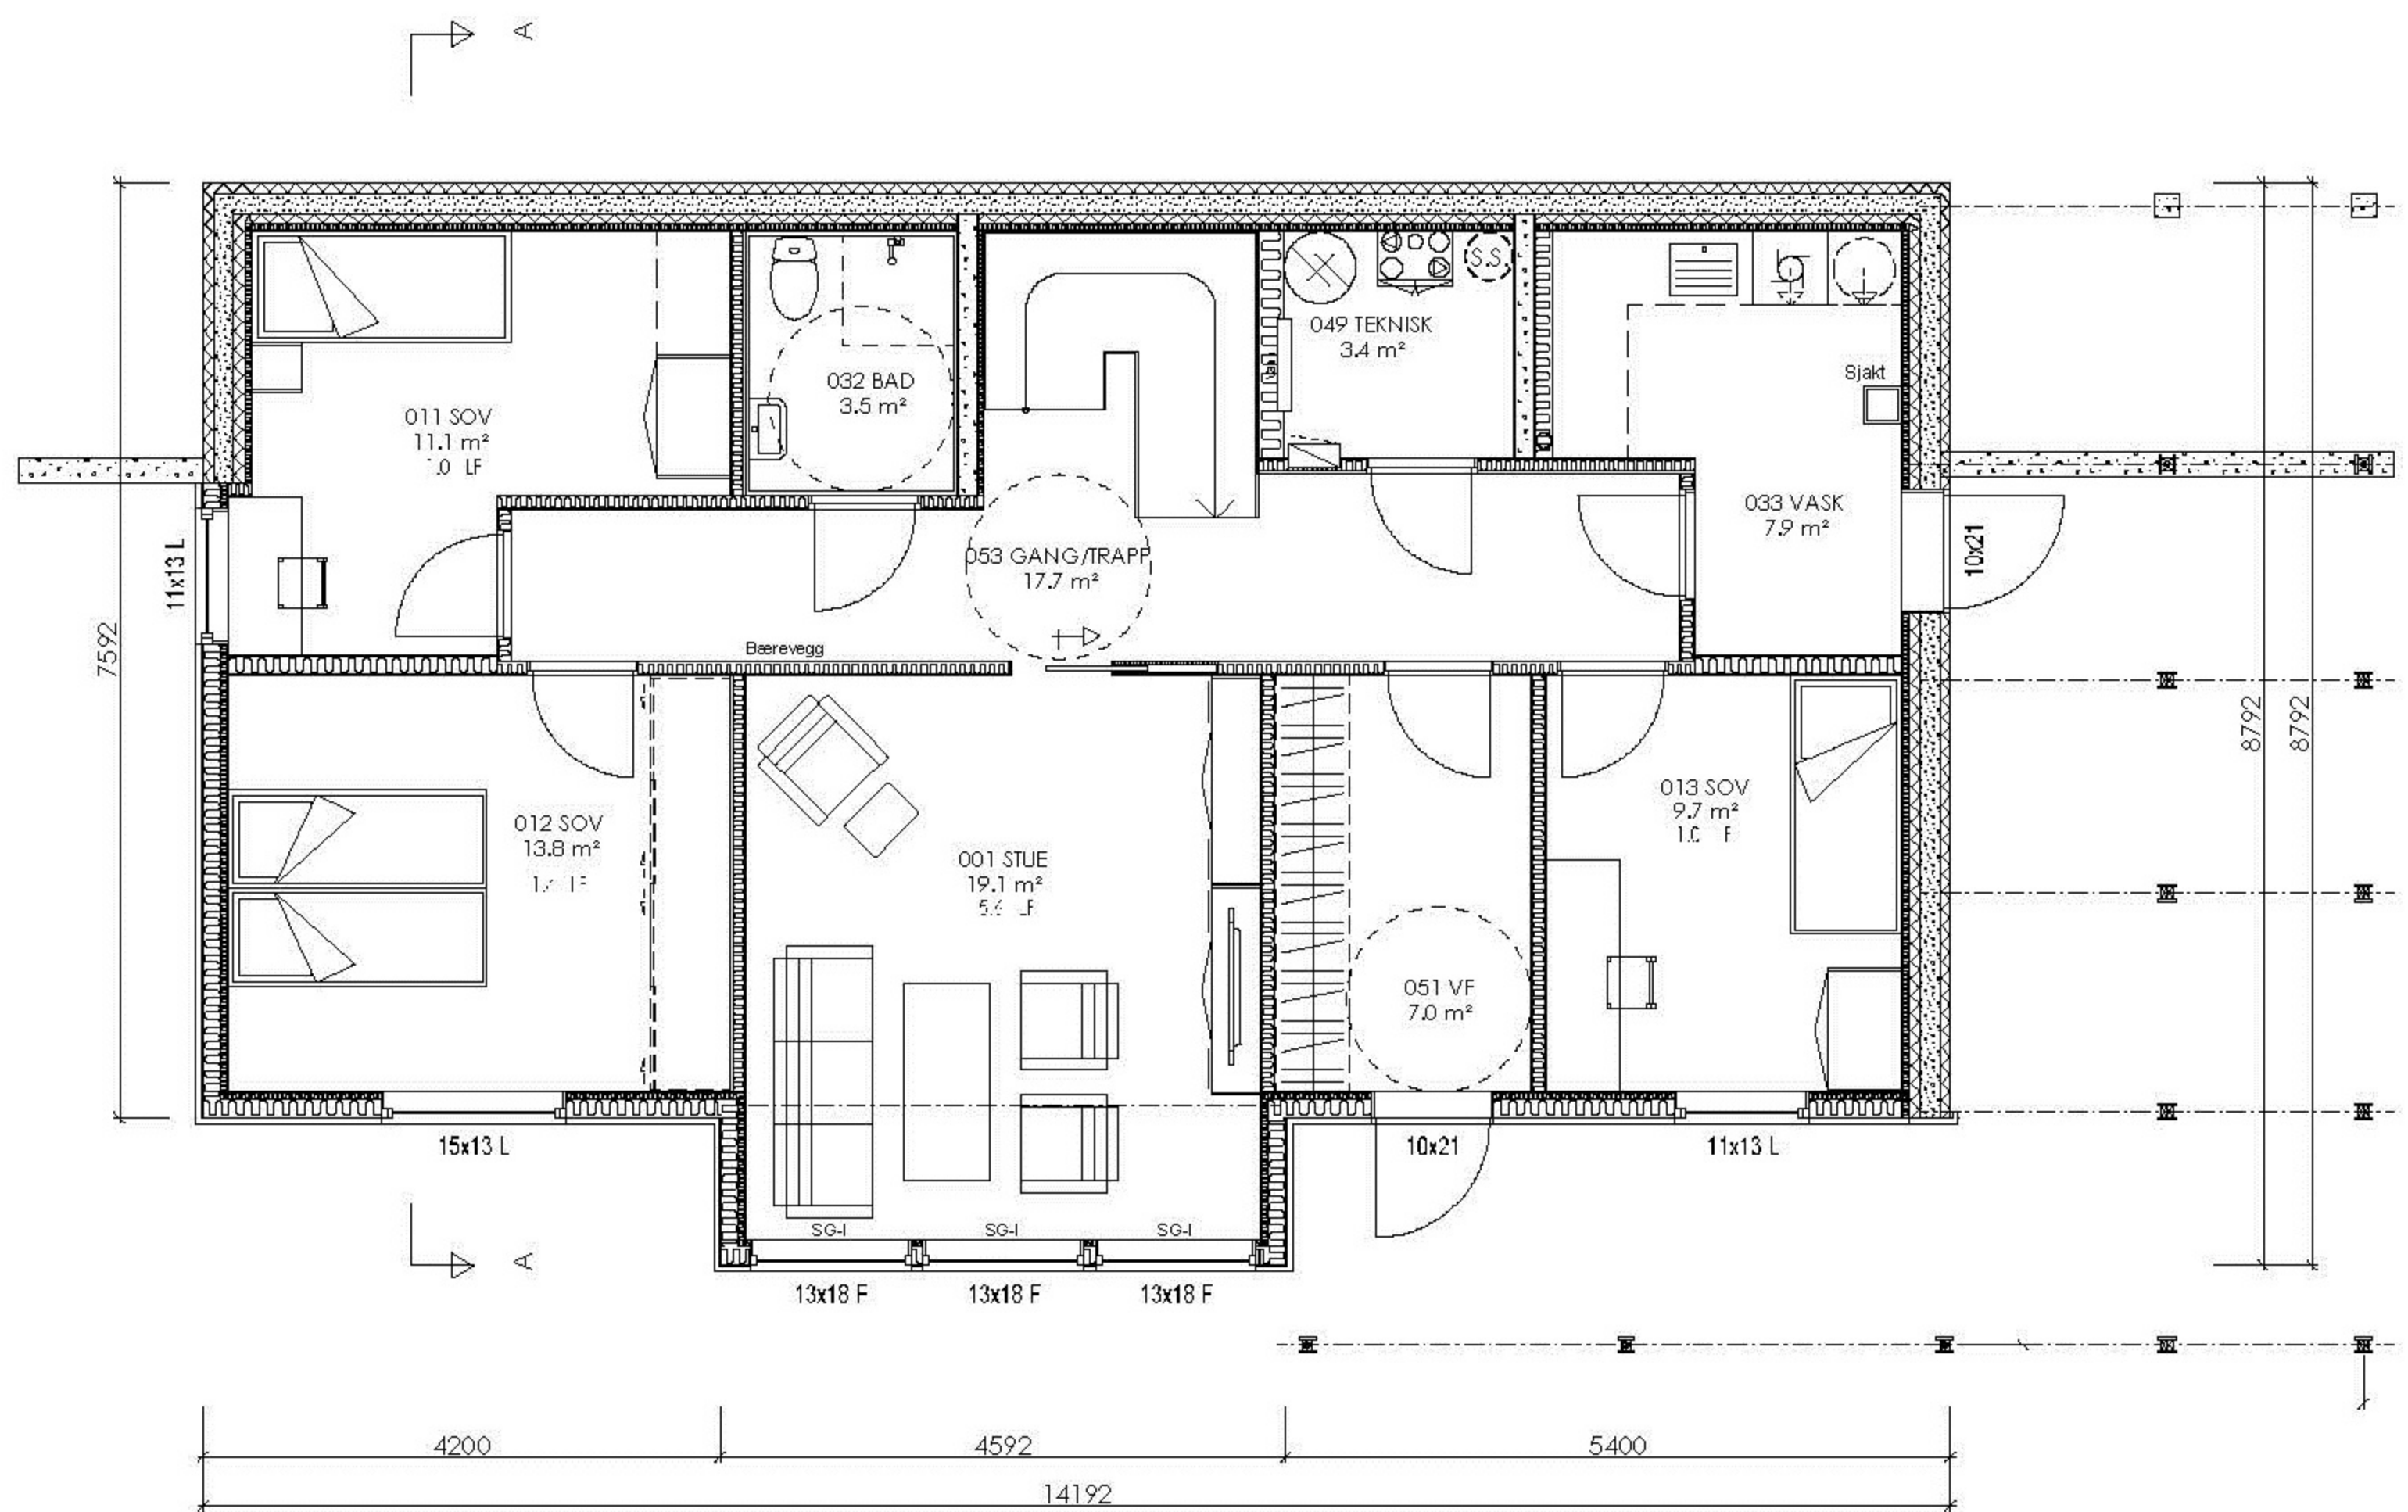 A
011 SOV
11.1 m²
032 BAD
3.5 m²
049 TEKNISK
3.4 m²
S.S.
Sjakt
033 VASK
7.9 m²
053 GANG/TRAPP
17.7 m²
Bærevegg
11x13 L
10x21
7592
8792
8792
012 SOV
13.8 m²
001 STUE
19.1 m²
051 VF
7.0 m²
013 SOV
9.7 m²
15x13 L
10x21
11x13 L
SG-I
SG-I
SG-I
A
13x18 F
13x18 F
13x18 F
4200
4592
5400
14192